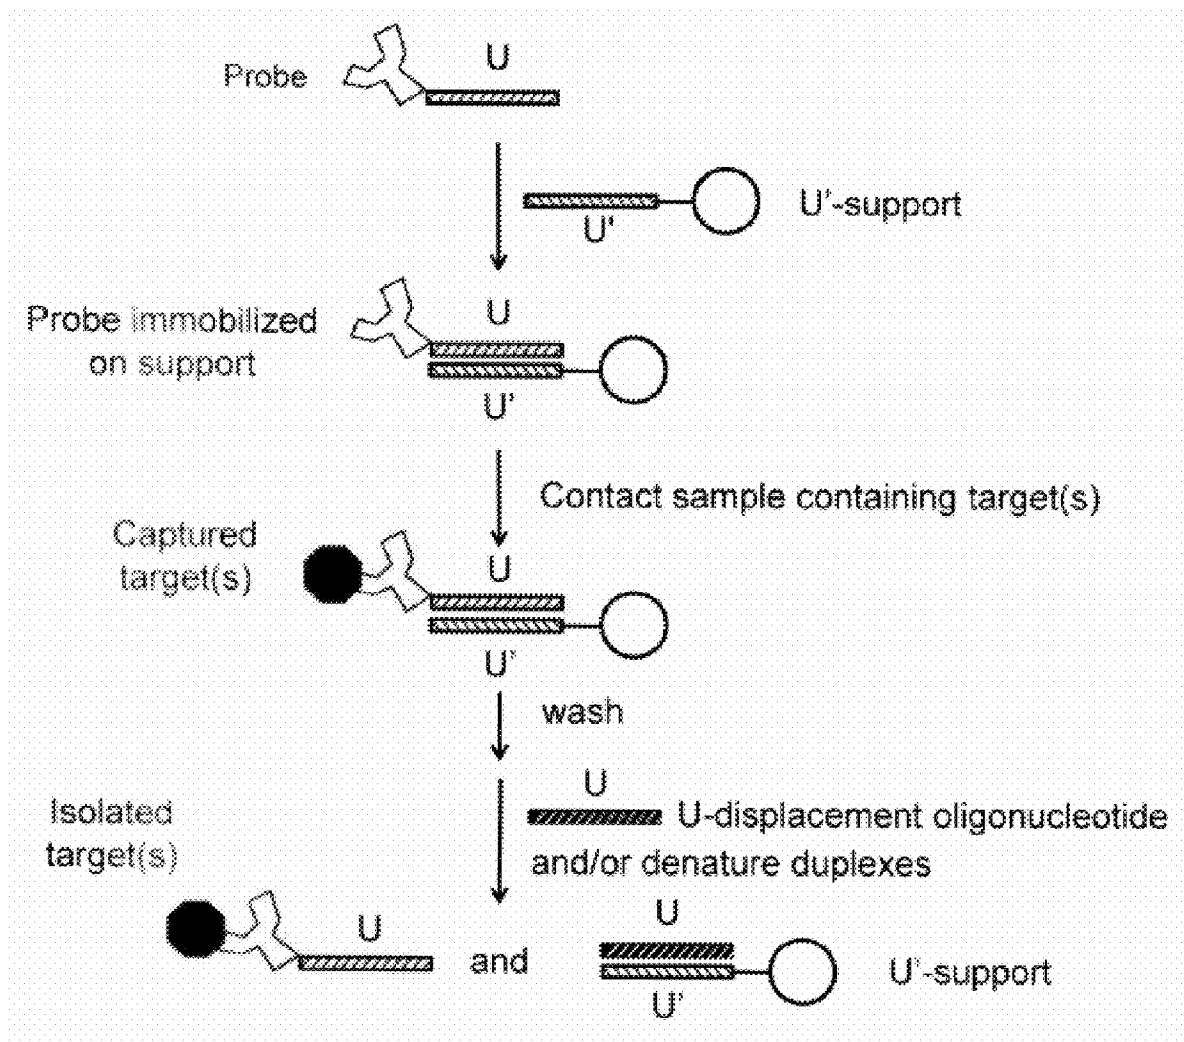 U
Probe
U'-support
U'
U
Probe immobilized
on support
U'
Contact sample containing target(s)
Captured
target(s)
U
U'
wash
U
Isolated
target(s)
U-displacement oligonucleotide
and/or denature duplexes
U
U
and
U'-support
U'